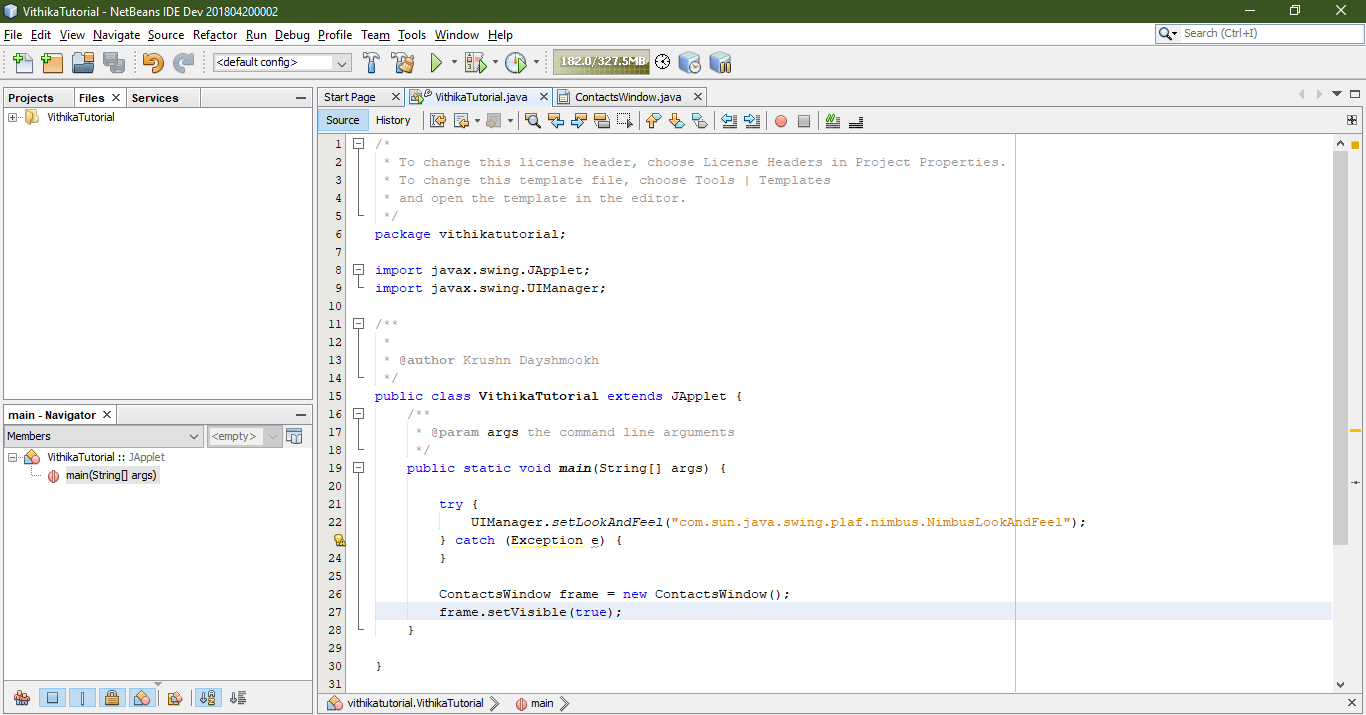 VithikaTutorial - NetBeans IDE Dev 201804200002
File Edit View Navigate Source Refactor Run Debug Profile Team Tools Window Help
Search (Ctrl+I)
<default config>
182.0/327.5MB
Projects Files Services
VithikaTutorial
Start Page VithikaTutorial.java ContactsWindow.java
Source History
1 /*
2 * To change this license header, choose License Headers in Project Properties.
3 * To change this template file, choose Tools | Templates
4 * and open the template in the editor.
5 */
6 package vithikatutorial;
7
8 import javax.swing.JApplet;
9 import javax.swing.UIManager;
10
11 /**
12 *
13 * @author Krushn Dayshmookh
14 */
15 public class VithikaTutorial extends JApplet {
16 /**
17 * @param args the command line arguments
18 */
19 public static void main(String[] args) {
20
21 try {
22 UIManager.setLookAndFeel("com.sun.java.swing.plaf.nimbus.NimbusLookAndFeel");
} catch (Exception e) {
24 }
25
26 ContactsWindow frame = new ContactsWindow();
27 frame.setVisible(true);
28 }
29
30 }
31
main - Navigator
Members
<empty>
VithikaTutorial :: JApplet
main(String[] args)
vithikatutorial.VithikaTutorial main